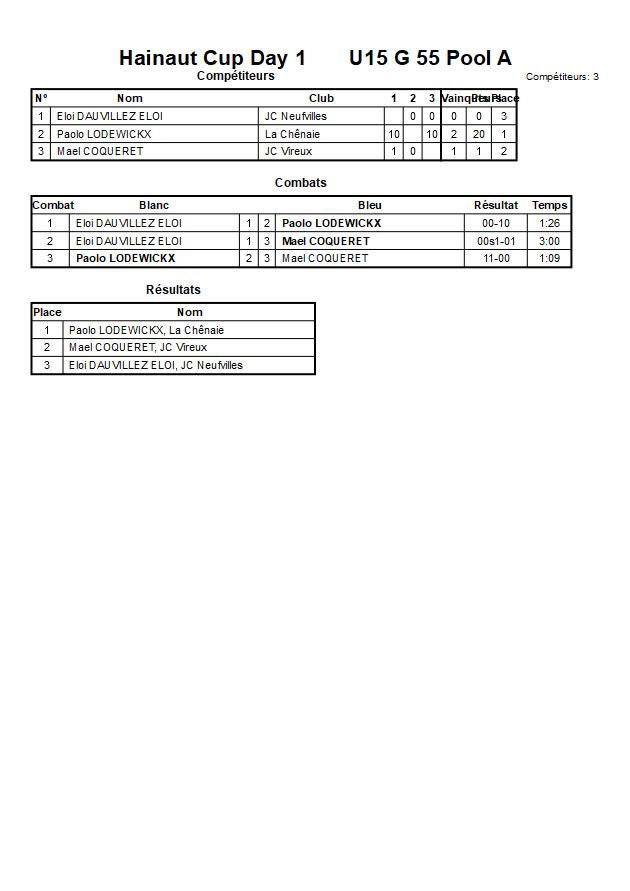 Hainaut Cup Day 1 U15 G 55 Pool A
Compétiteurs Compétiteurs: 3
Nº Nom Club 1 2 3 Vainqueurs Pts Place
1 Eloi DAUVILLEZ ELOI JC Neufvilles 0 0 0 0 3
2 Paolo LODEWICKX La Chênaie 10 10 2 20 1
3 Mael COQUERET JC Vireux 1 0 1 1 2
Combats
Combat Blanc Bleu Résultat Temps
1 Eloi DAUVILLEZ ELOI 1 2 Paolo LODEWICKX 00-10 1:26
2 Eloi DAUVILLEZ ELOI 1 3 Mael COQUERET 00s1-01 3:00
3 Paolo LODEWICKX 2 3 Mael COQUERET 11-00 1:09
Résultats
Place Nom
1 Paolo LODEWICKX, La Chênaie
2 Mael COQUERET, JC Vireux
3 Eloi DAUVILLEZ ELOI, JC Neufvilles